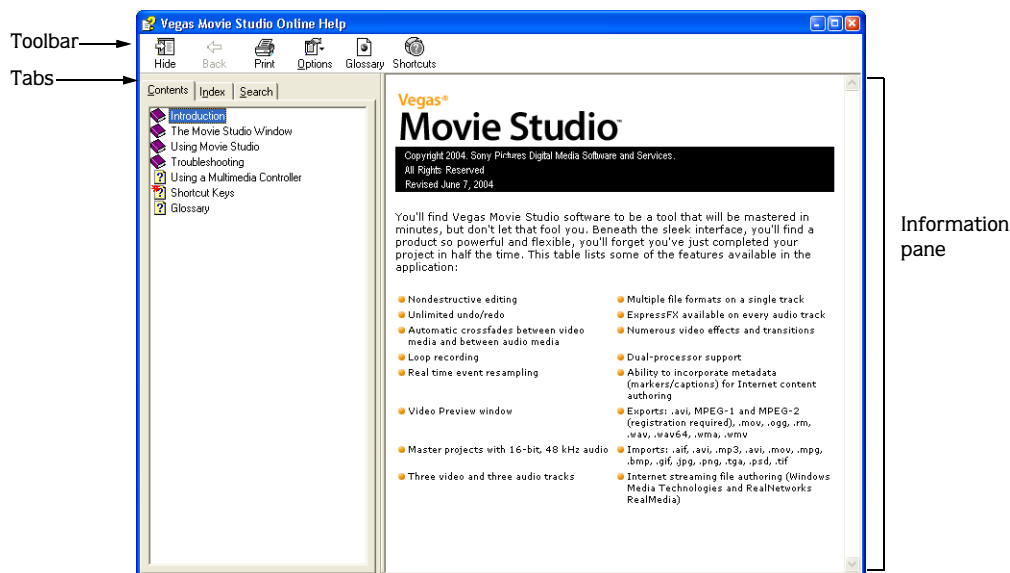 Vegas Movie Studio Online Help
Toolbar
Hide Back Print Options Glossary Shortcuts
Tabs
Contents Index Search
Introduction
The Movie Studio Window
Using Movie Studio
Troubleshooting
Using a Multimedia Controller
Shortcut Keys
Glossary
Vegas®
Movie Studio™
Copyright 2004. Sony Pictures Digital Media Software and Services.
All Rights Reserved
Revised June 7, 2004
You'll find Vegas Movie Studio software to be a tool that will be mastered in
minutes, but don't let that fool you. Beneath the sleek interface, you'll find a
product so powerful and flexible, you'll forget you've just completed your
project in half the time. This table lists some of the features available in the
application:
Nondestructive editing
Multiple file formats on a single track
Unlimited undo/redo
ExpressFX available on every audio track
Automatic crossfades between video
media and between audio media
Numerous video effects and transitions
Loop recording
Dual-processor support
Real time event resampling
Ability to incorporate metadata
(markers/captions) for Internet content
authoring
Video Preview window
Exports: .avi, MPEG-1 and MPEG-2
(registration required), .mov, .ogg, .rm,
.wav, .wav64, .wma, .wmv
Master projects with 16-bit, 48 kHz audio
Imports: .aif, .avi, .mp3, .avi, .mov, .mpg,
.bmp, .gif, .jpg, .png, .tga, .psd, .tif
Three video and three audio tracks
Internet streaming file authoring (Windows
Media Technologies and RealNetworks
RealMedia)
Information
pane